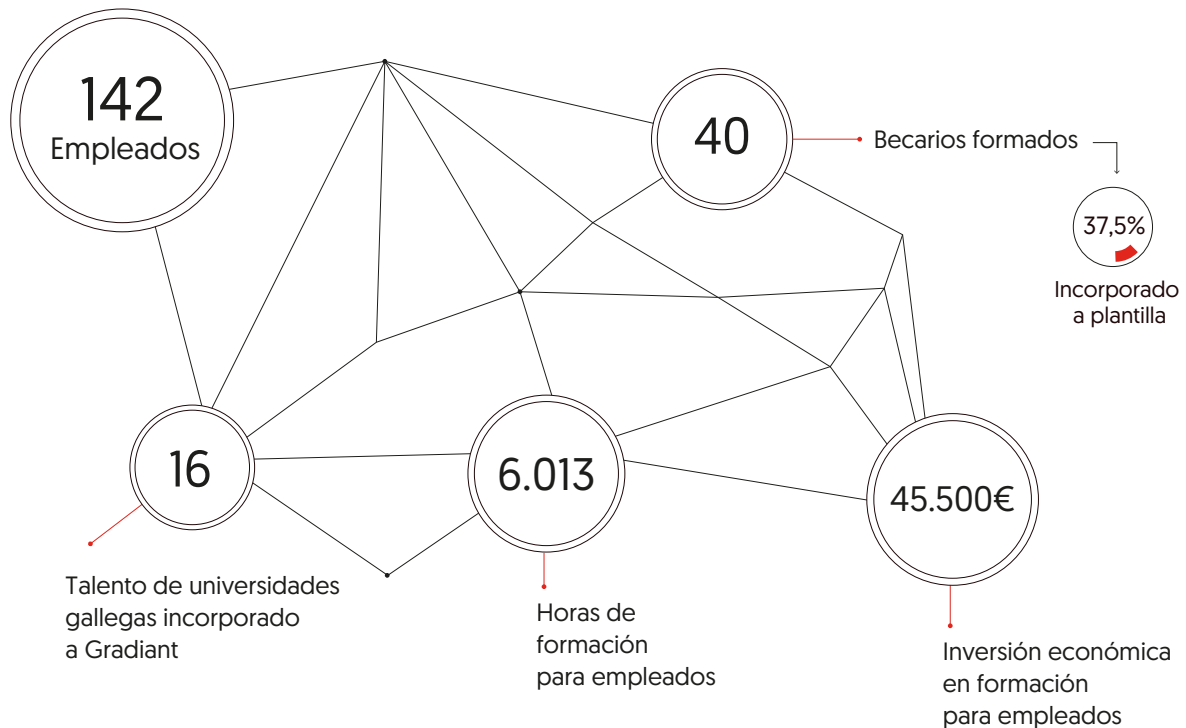 142
Empleados
40
Becarios formados
37,5%
Incorporado
a plantilla
16
Talento de universidades
gallegas incorporado
a Gradiant
6.013
Horas de
formación
para empleados
45.500€
Inversión económica
en formación
para empleados